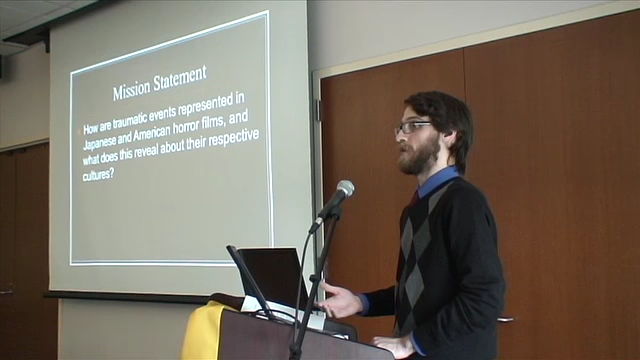 Mission Statement
How are traumatic events represented in
Japanese and American horror films, and
what does this reveal about their respective
cultures?